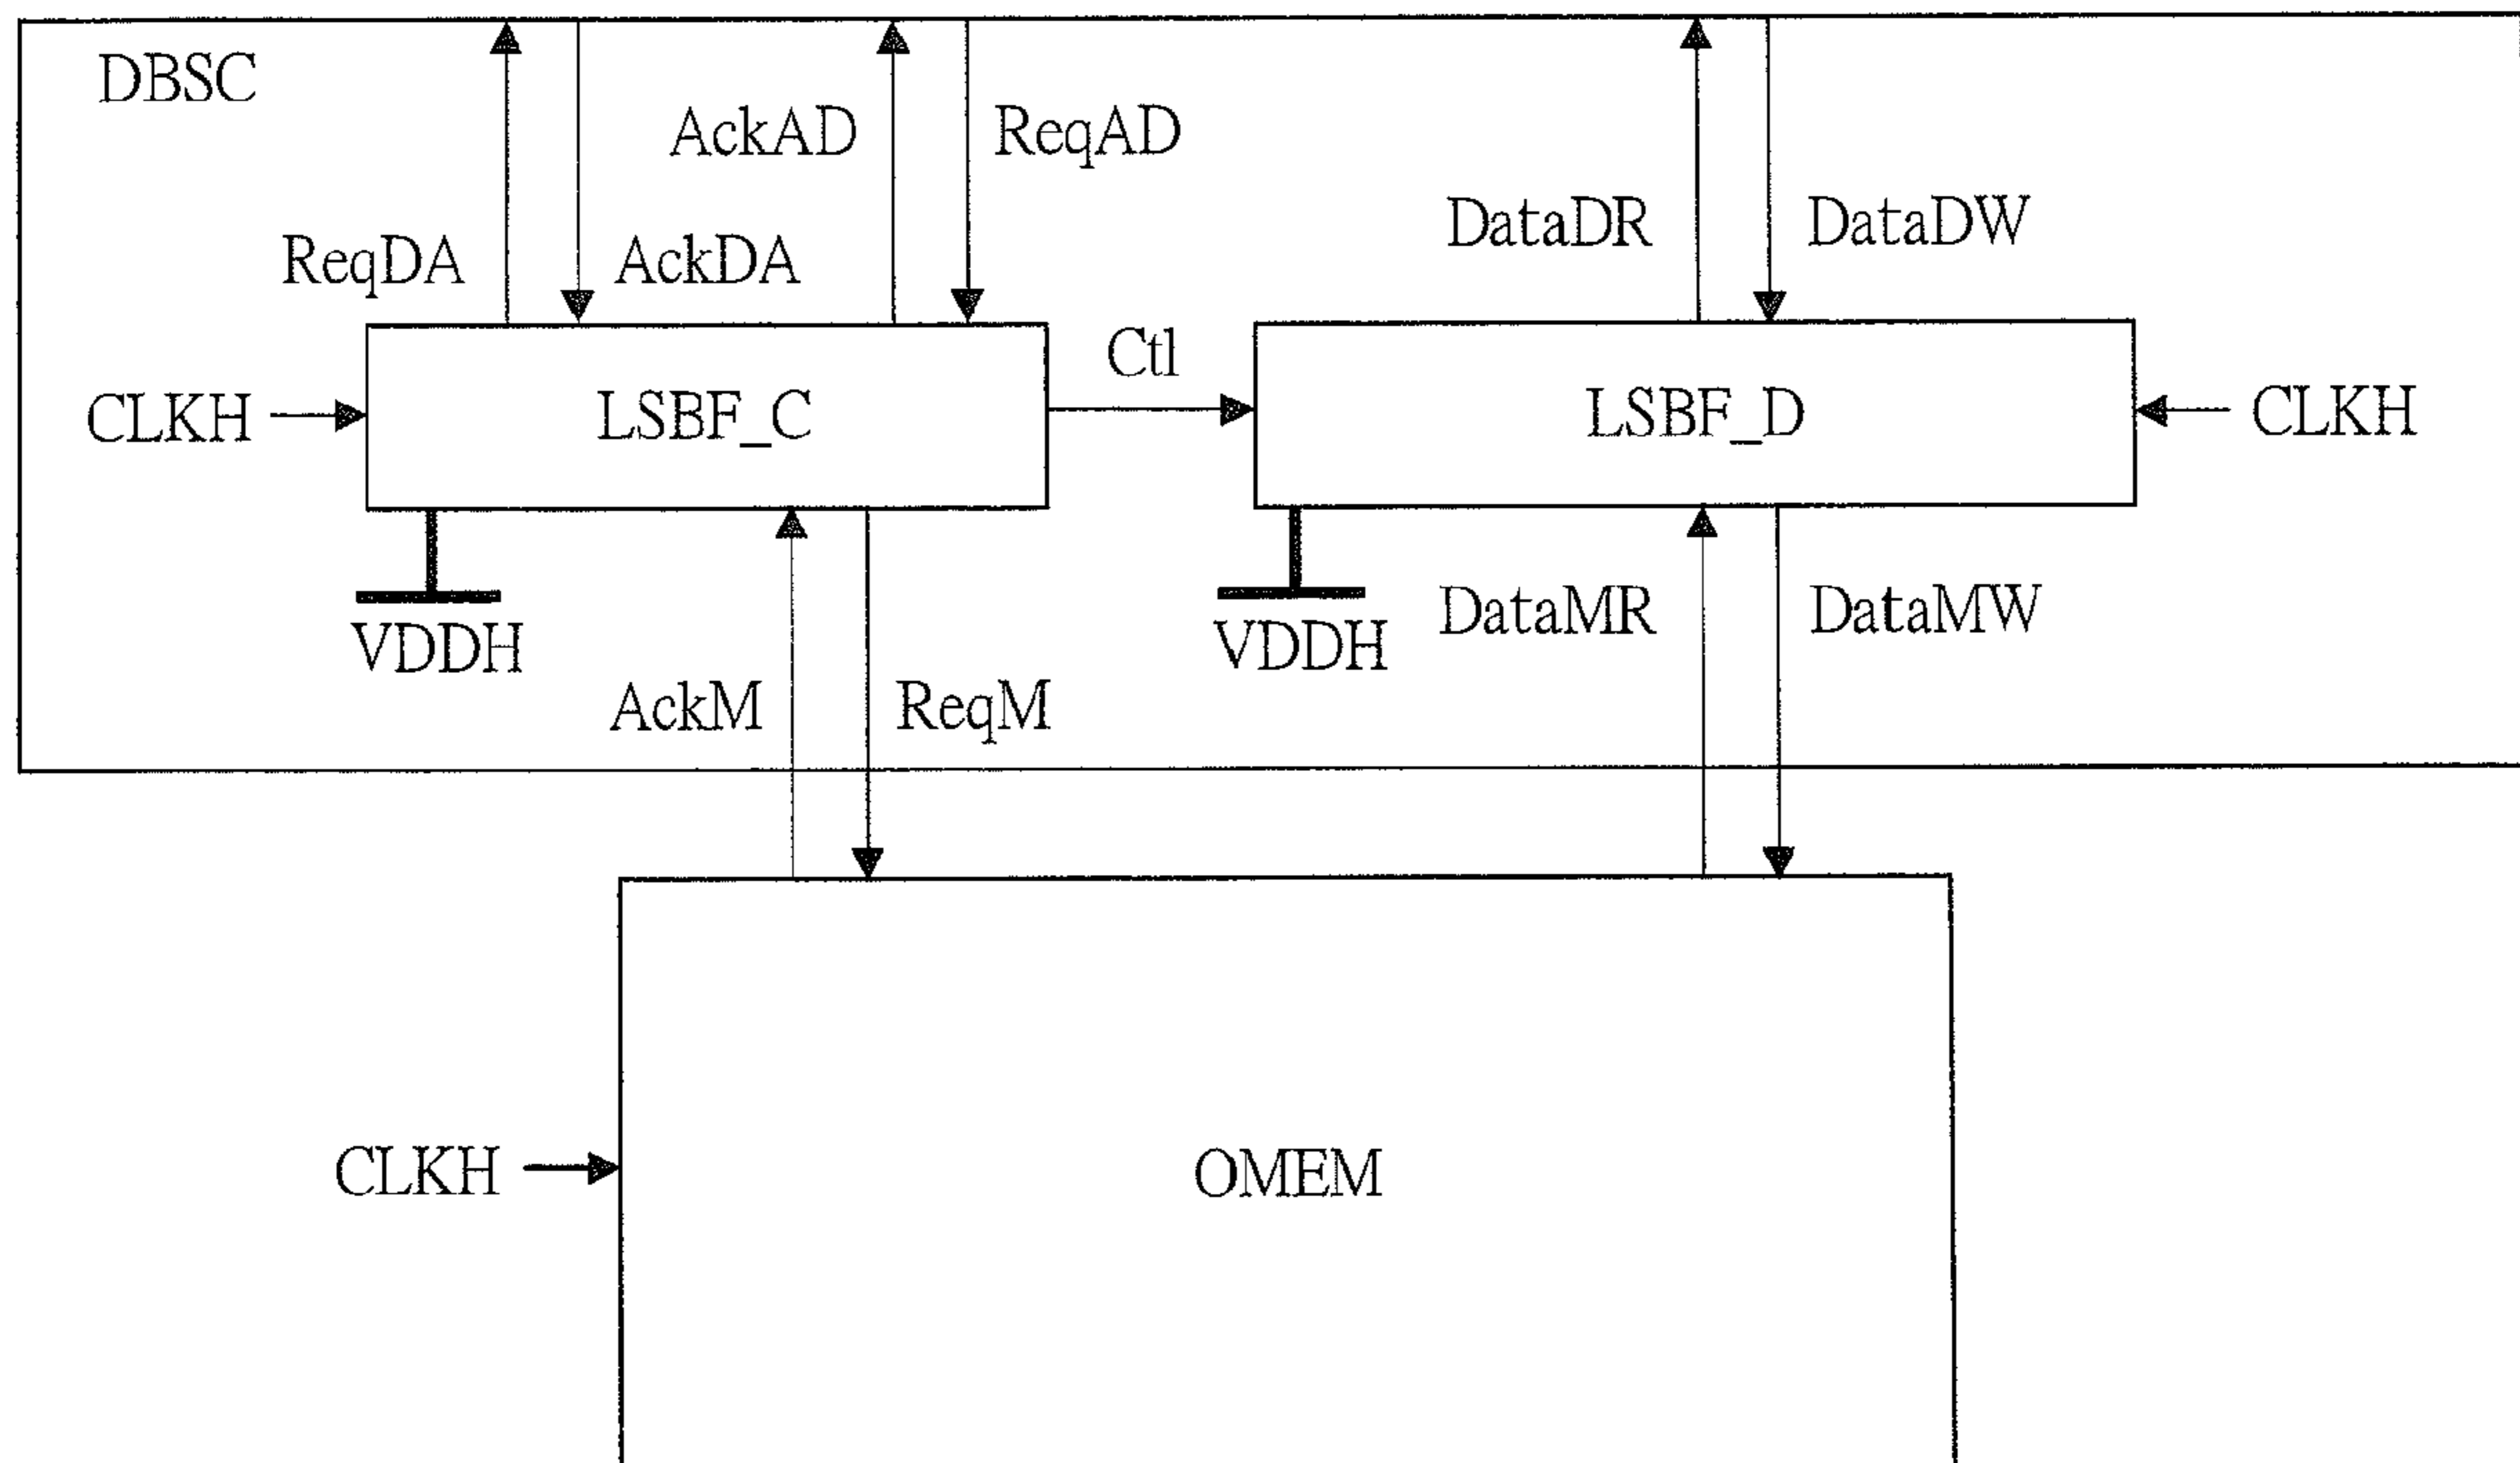 DBSC
AckAD
ReqAD
ReqDA
AckDA
DataDR
DataDW
Ctl
CLKH
LSBF_C
LSBF_D
CLKH
VDDH
VDDH
DataMR
DataMW
AckM
ReqM
CLKH
OMEM